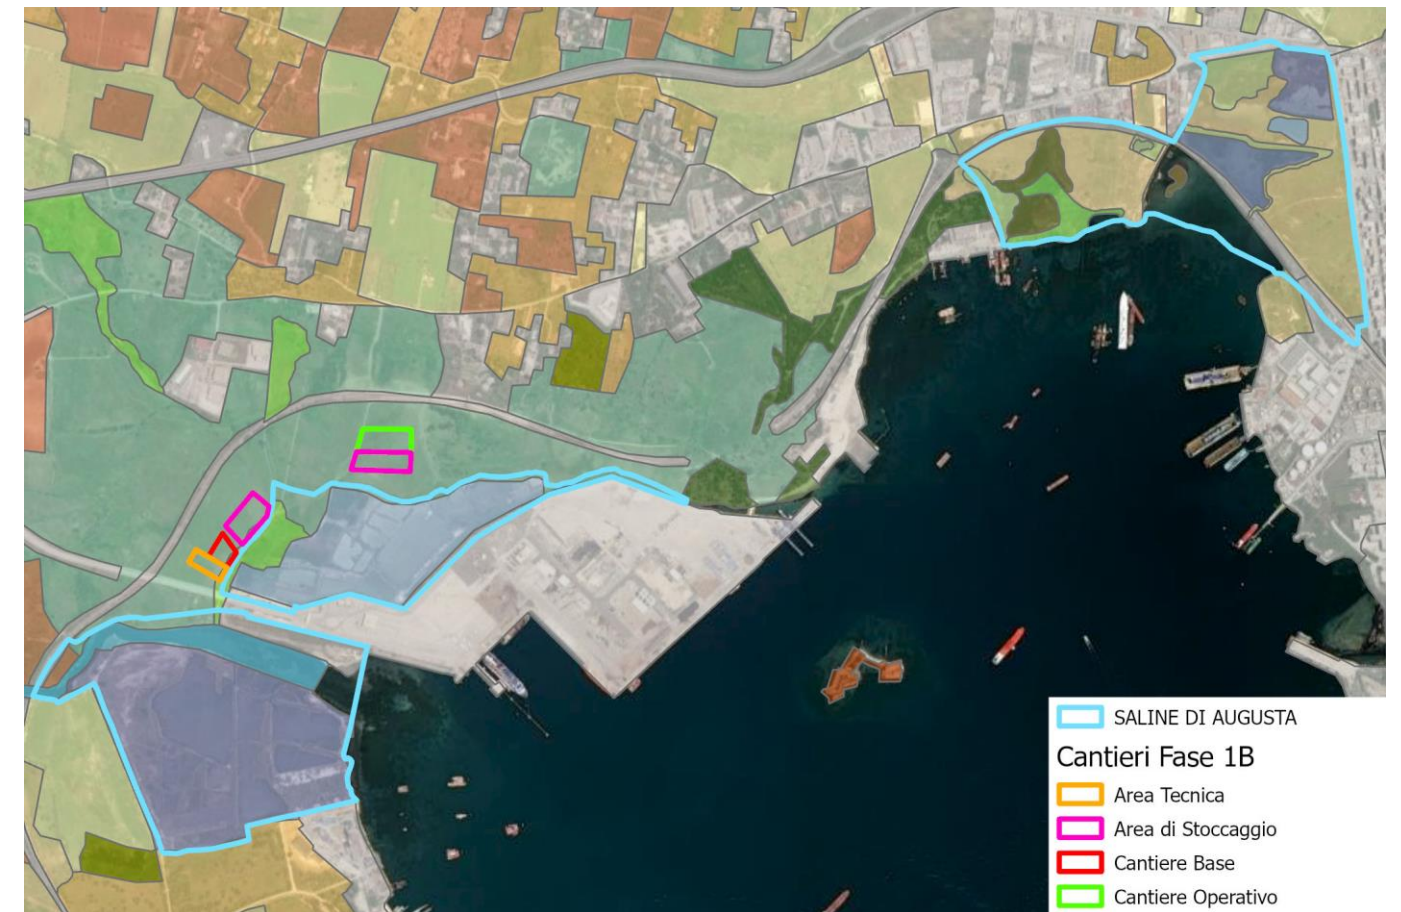 SALINE DI AUGUSTA
Cantieri Fase 1B
Area Tecnica
Area di Stoccaggio
Cantiere Base
Cantiere Operativo